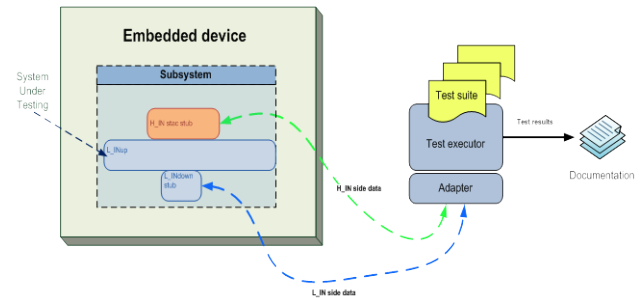 Embedded device
Subsystem
System
Under
Testing
H_IN stac stub
L_INup
L_INdown
stub
Test suite
Test executor
Adapter
Test results
Documentation
H_IN side data
L_IN side data